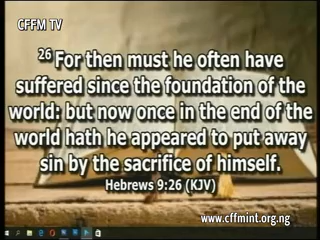 CFFM TV
26 For then must he often have
suffered since the foundation of the
world: but now once in the end of the
world hath he appeared to put away
sin by the sacrifice of himself.
Hebrews 9:26 (KJV)
www.cffmint.org.ng